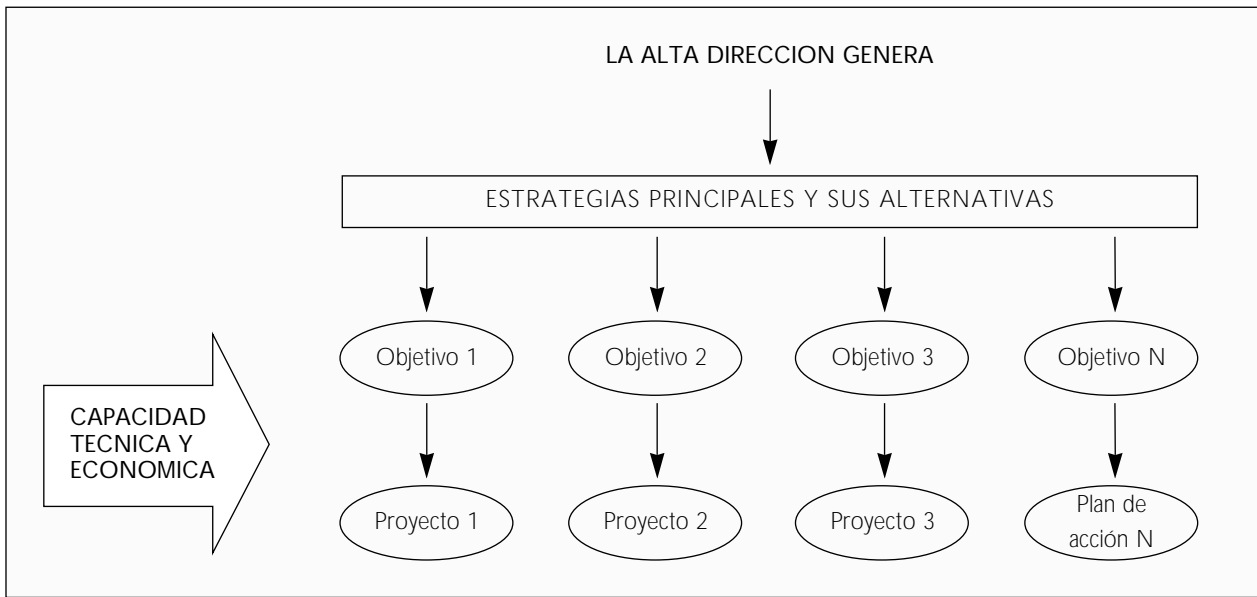 LA ALTA DIRECCION GENERA
ESTRATEGIAS PRINCIPALES Y SUS ALTERNATIVAS
Objetivo 1
Objetivo 2
Objetivo 3
Objetivo N
CAPACIDAD
TECNICA Y
ECONOMICA
Proyecto 1
Proyecto 2
Proyecto 3
Plan de
acción N